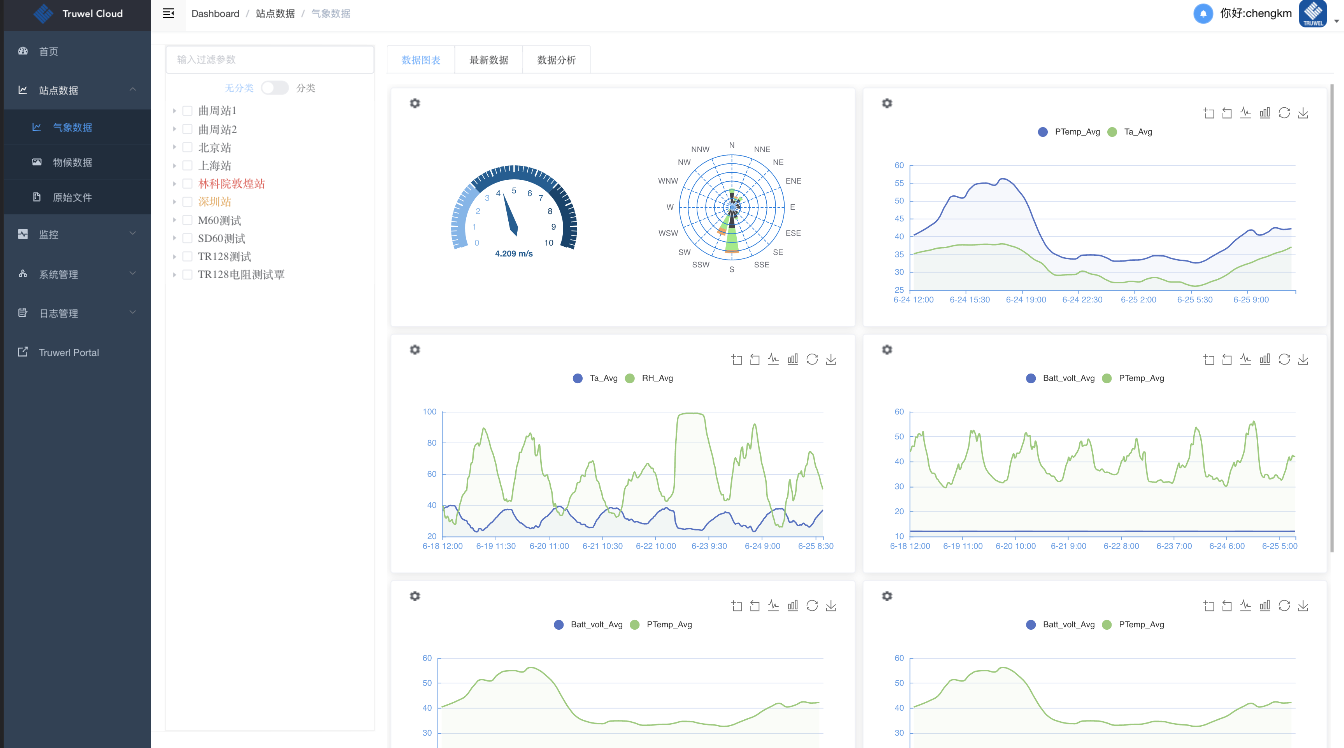 Truwel Cloud
Dashboard / 站点数据 / 气象数据
你好:chengkm
TRUWEL
首页
站点数据
气象数据
物候数据
原始文件
监控
系统管理
日志管理
Truwerl Portal
输入过滤参数
无分类 分类
曲周站1
曲周站2
北京站
上海站
林科院敦煌站
深圳站
M60测试
SD60测试
TR128测试
TR128电阻测试覃
数据图表 最新数据 数据分析
0 1 2 3 4 5 6 7 8 9 10
4.209 m/s
N
NNW NNE
NW NE
WNW ENE
W E
WSW ESE
SW SE
SSW SSE
S
PTemp_Avg Ta_Avg
60
55
50
45
40
35
30
25
6-24 12:00 6-24 15:30 6-24 19:00 6-24 22:30 6-25 2:00 6-25 5:30 6-25 9:00
Ta_Avg RH_Avg
100
80
60
40
20
6-18 12:00 6-19 11:30 6-20 11:00 6-21 10:30 6-22 10:00 6-23 9:30 6-24 9:00 6-25 8:30
Batt_volt_Avg PTemp_Avg
60
50
40
30
20
10
6-18 12:00 6-19 11:00 6-20 10:00 6-21 9:00 6-22 8:00 6-23 7:00 6-24 6:00 6-25 5:00
Batt_volt_Avg PTemp_Avg
60
50
40
30
Batt_volt_Avg PTemp_Avg
60
50
40
30